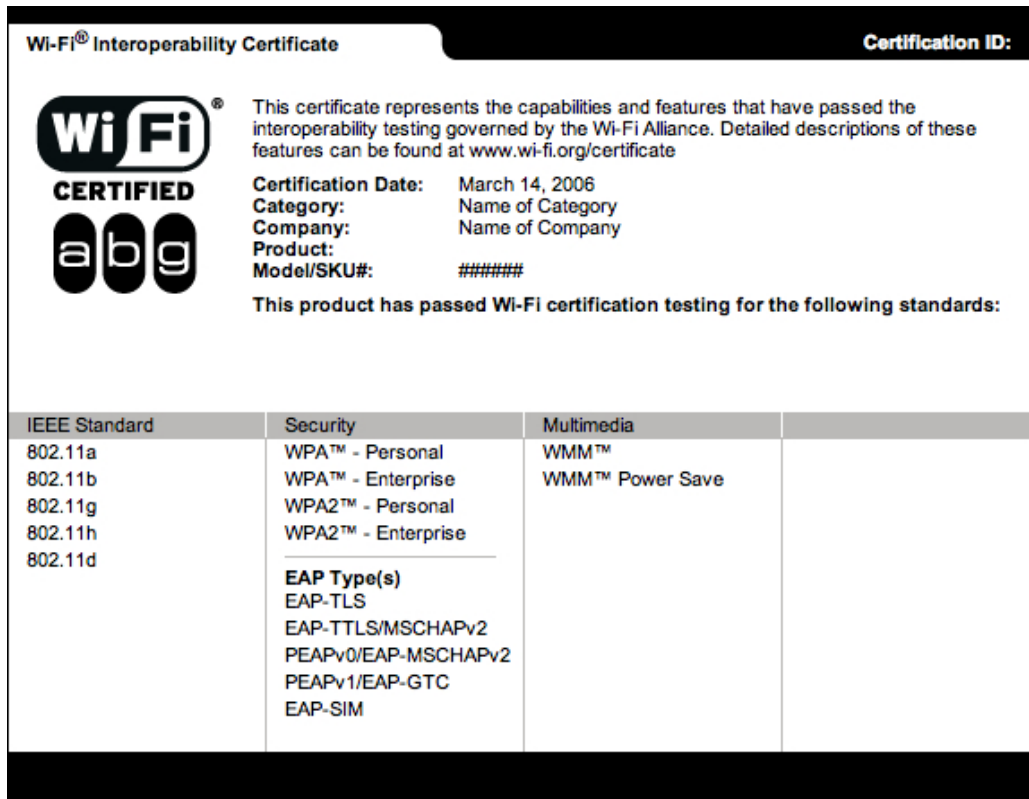 Wi-Fi® Interoperability Certificate
Certification ID:
Wi Fi ®
CERTIFIED
a b g
This certificate represents the capabilities and features that have passed the
interoperability testing governed by the Wi-Fi Alliance. Detailed descriptions of these
features can be found at www.wi-fi.org/certificate
Certification Date: March 14, 2006
Category: Name of Category
Company: Name of Company
Product:
Model/SKU#: ######
This product has passed Wi-Fi certification testing for the following standards:
IEEE Standard
802.11a
802.11b
802.11g
802.11h
802.11d
Security
WPA™ - Personal
WPA™ - Enterprise
WPA2™ - Personal
WPA2™ - Enterprise
EAP Type(s)
EAP-TLS
EAP-TTLS/MSCHAPv2
PEAPv0/EAP-MSCHAPv2
PEAPv1/EAP-GTC
EAP-SIM
Multimedia
WMM™
WMM™ Power Save